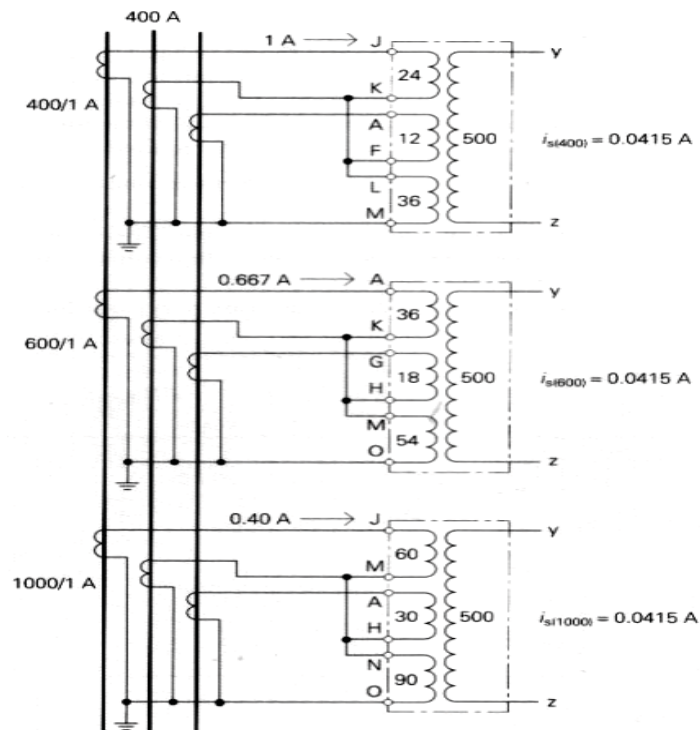 400 A
1 A J
24
K
400/1 A
A
12 500 i_s(400) = 0.0415 A
F
L
36
M
y
z
0.667 A A
36
K
600/1 A
G
18 500 i_s(600) = 0.0415 A
H
M
54
O
y
z
0.40 A J
60
M
1000/1 A
A
30 500 i_s(1000) = 0.0415 A
H
N
90
O
y
z